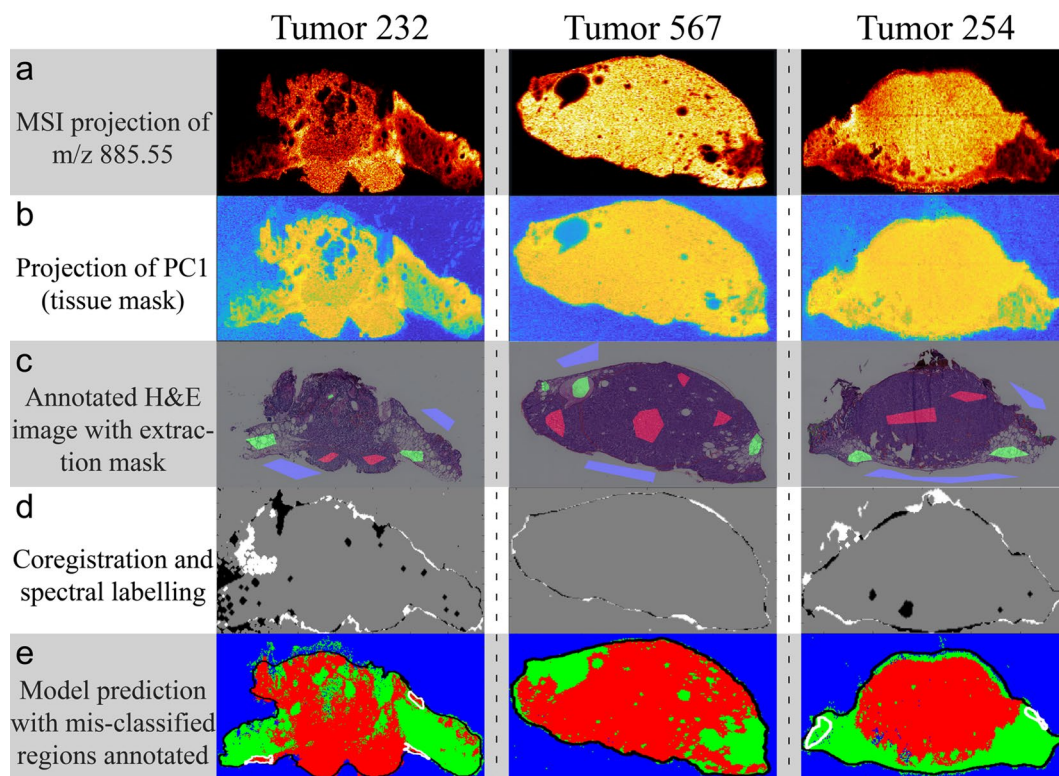 Tumor 232
Tumor 567
Tumor 254
a
MSI projection of
m/z 885.55
b
Projection of PC1
(tissue mask)
c
Annotated H&E
image with extrac-
tion mask
d
Coregistration and
spectral labelling
e
Model prediction
with mis-classified
regions annotated